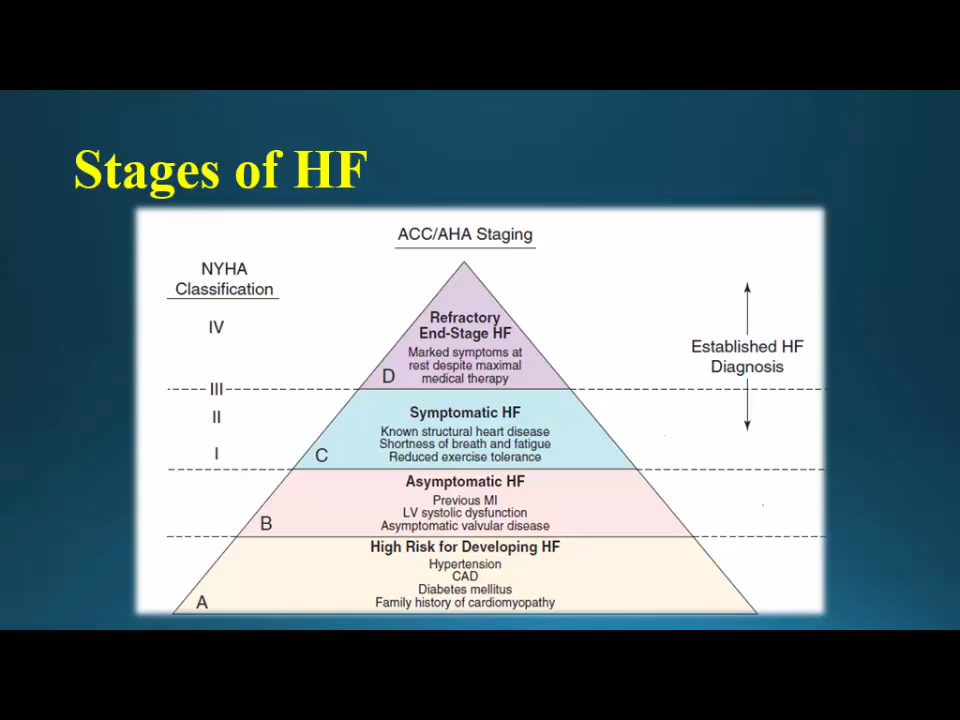 Stages of HF
ACC/AHA Staging
NYHA
Classification
IV
III
II
I
Refractory
End-Stage HF
Marked symptoms at
rest despite maximal
medical therapy
D
Symptomatic HF
Known structural heart disease
Shortness of breath and fatigue
Reduced exercise tolerance
C
Asymptomatic HF
Previous MI
LV systolic dysfunction
Asymptomatic valvular disease
B
High Risk for Developing HF
Hypertension
CAD
Diabetes mellitus
Family history of cardiomyopathy
A
Established HF
Diagnosis